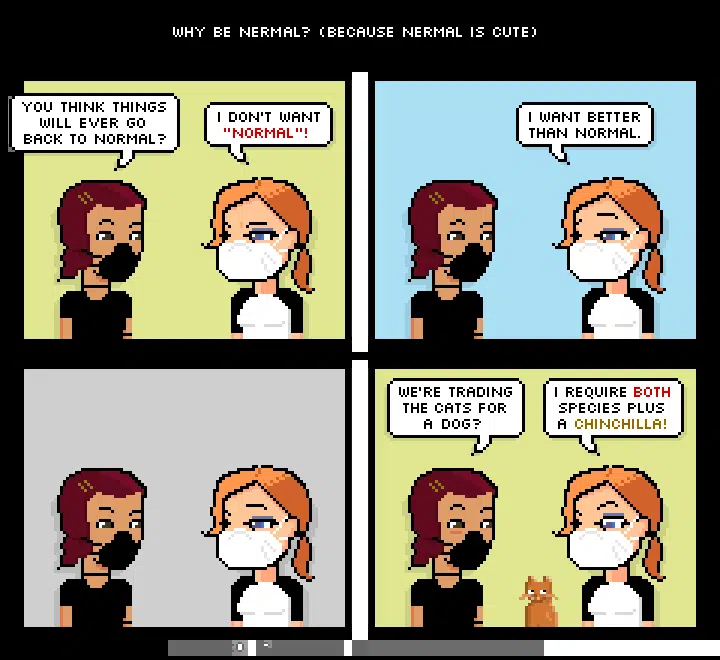 WHY BE NERMAL? (BECAUSE NERMAL IS CUTE)
YOU THINK THINGS
WILL EVER GO
BACK TO NORMAL?
I DON'T WANT
"NORMAL"!
I WANT BETTER
THAN NORMAL.
WE'RE TRADING
THE CATS FOR
A DOG?
I REQUIRE BOTH
SPECIES PLUS
A CHINCHILLA!